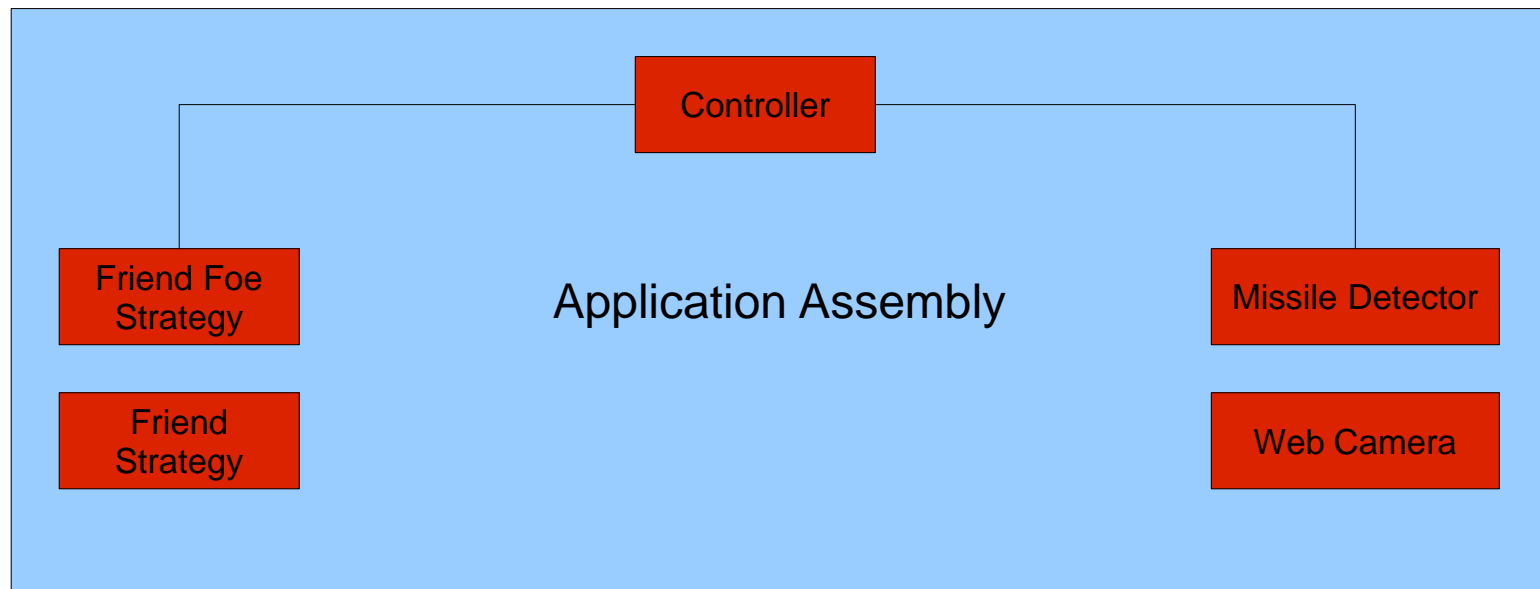 Controller
Friend Foe
Strategy
Application Assembly
Missile Detector
Friend
Strategy
Web Camera